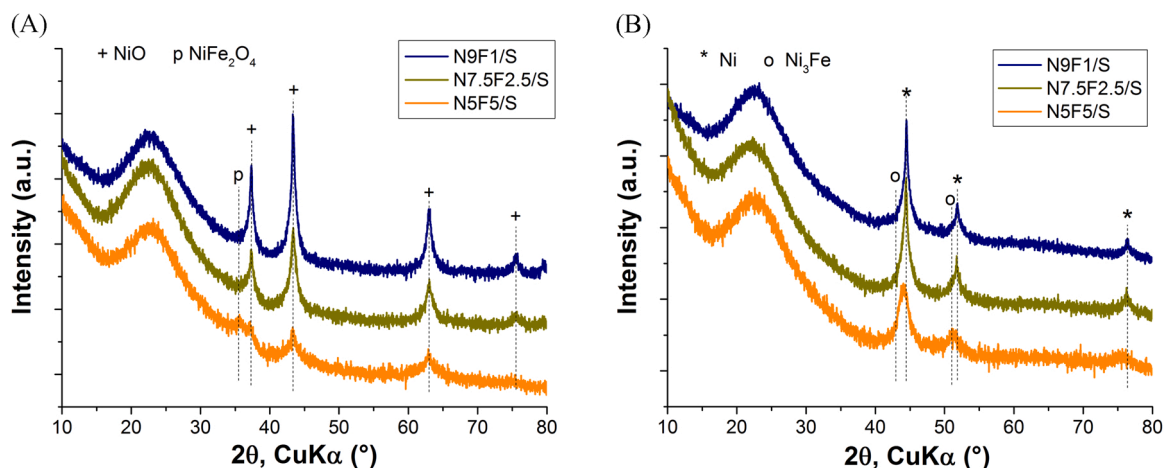 (A)
+ NiO p NiFe₂O₄
N9F1/S
N7.5F2.5/S
N5F5/S
+
+
p
+
+
Intensity (a.u.)
10 20 30 40 50 60 70 80
2θ, CuKα (°)
(B)
* Ni o Ni₃Fe
N9F1/S
N7.5F2.5/S
N5F5/S
*
o
*
o
*
Intensity (a.u.)
10 20 30 40 50 60 70 80
2θ, CuKα (°)